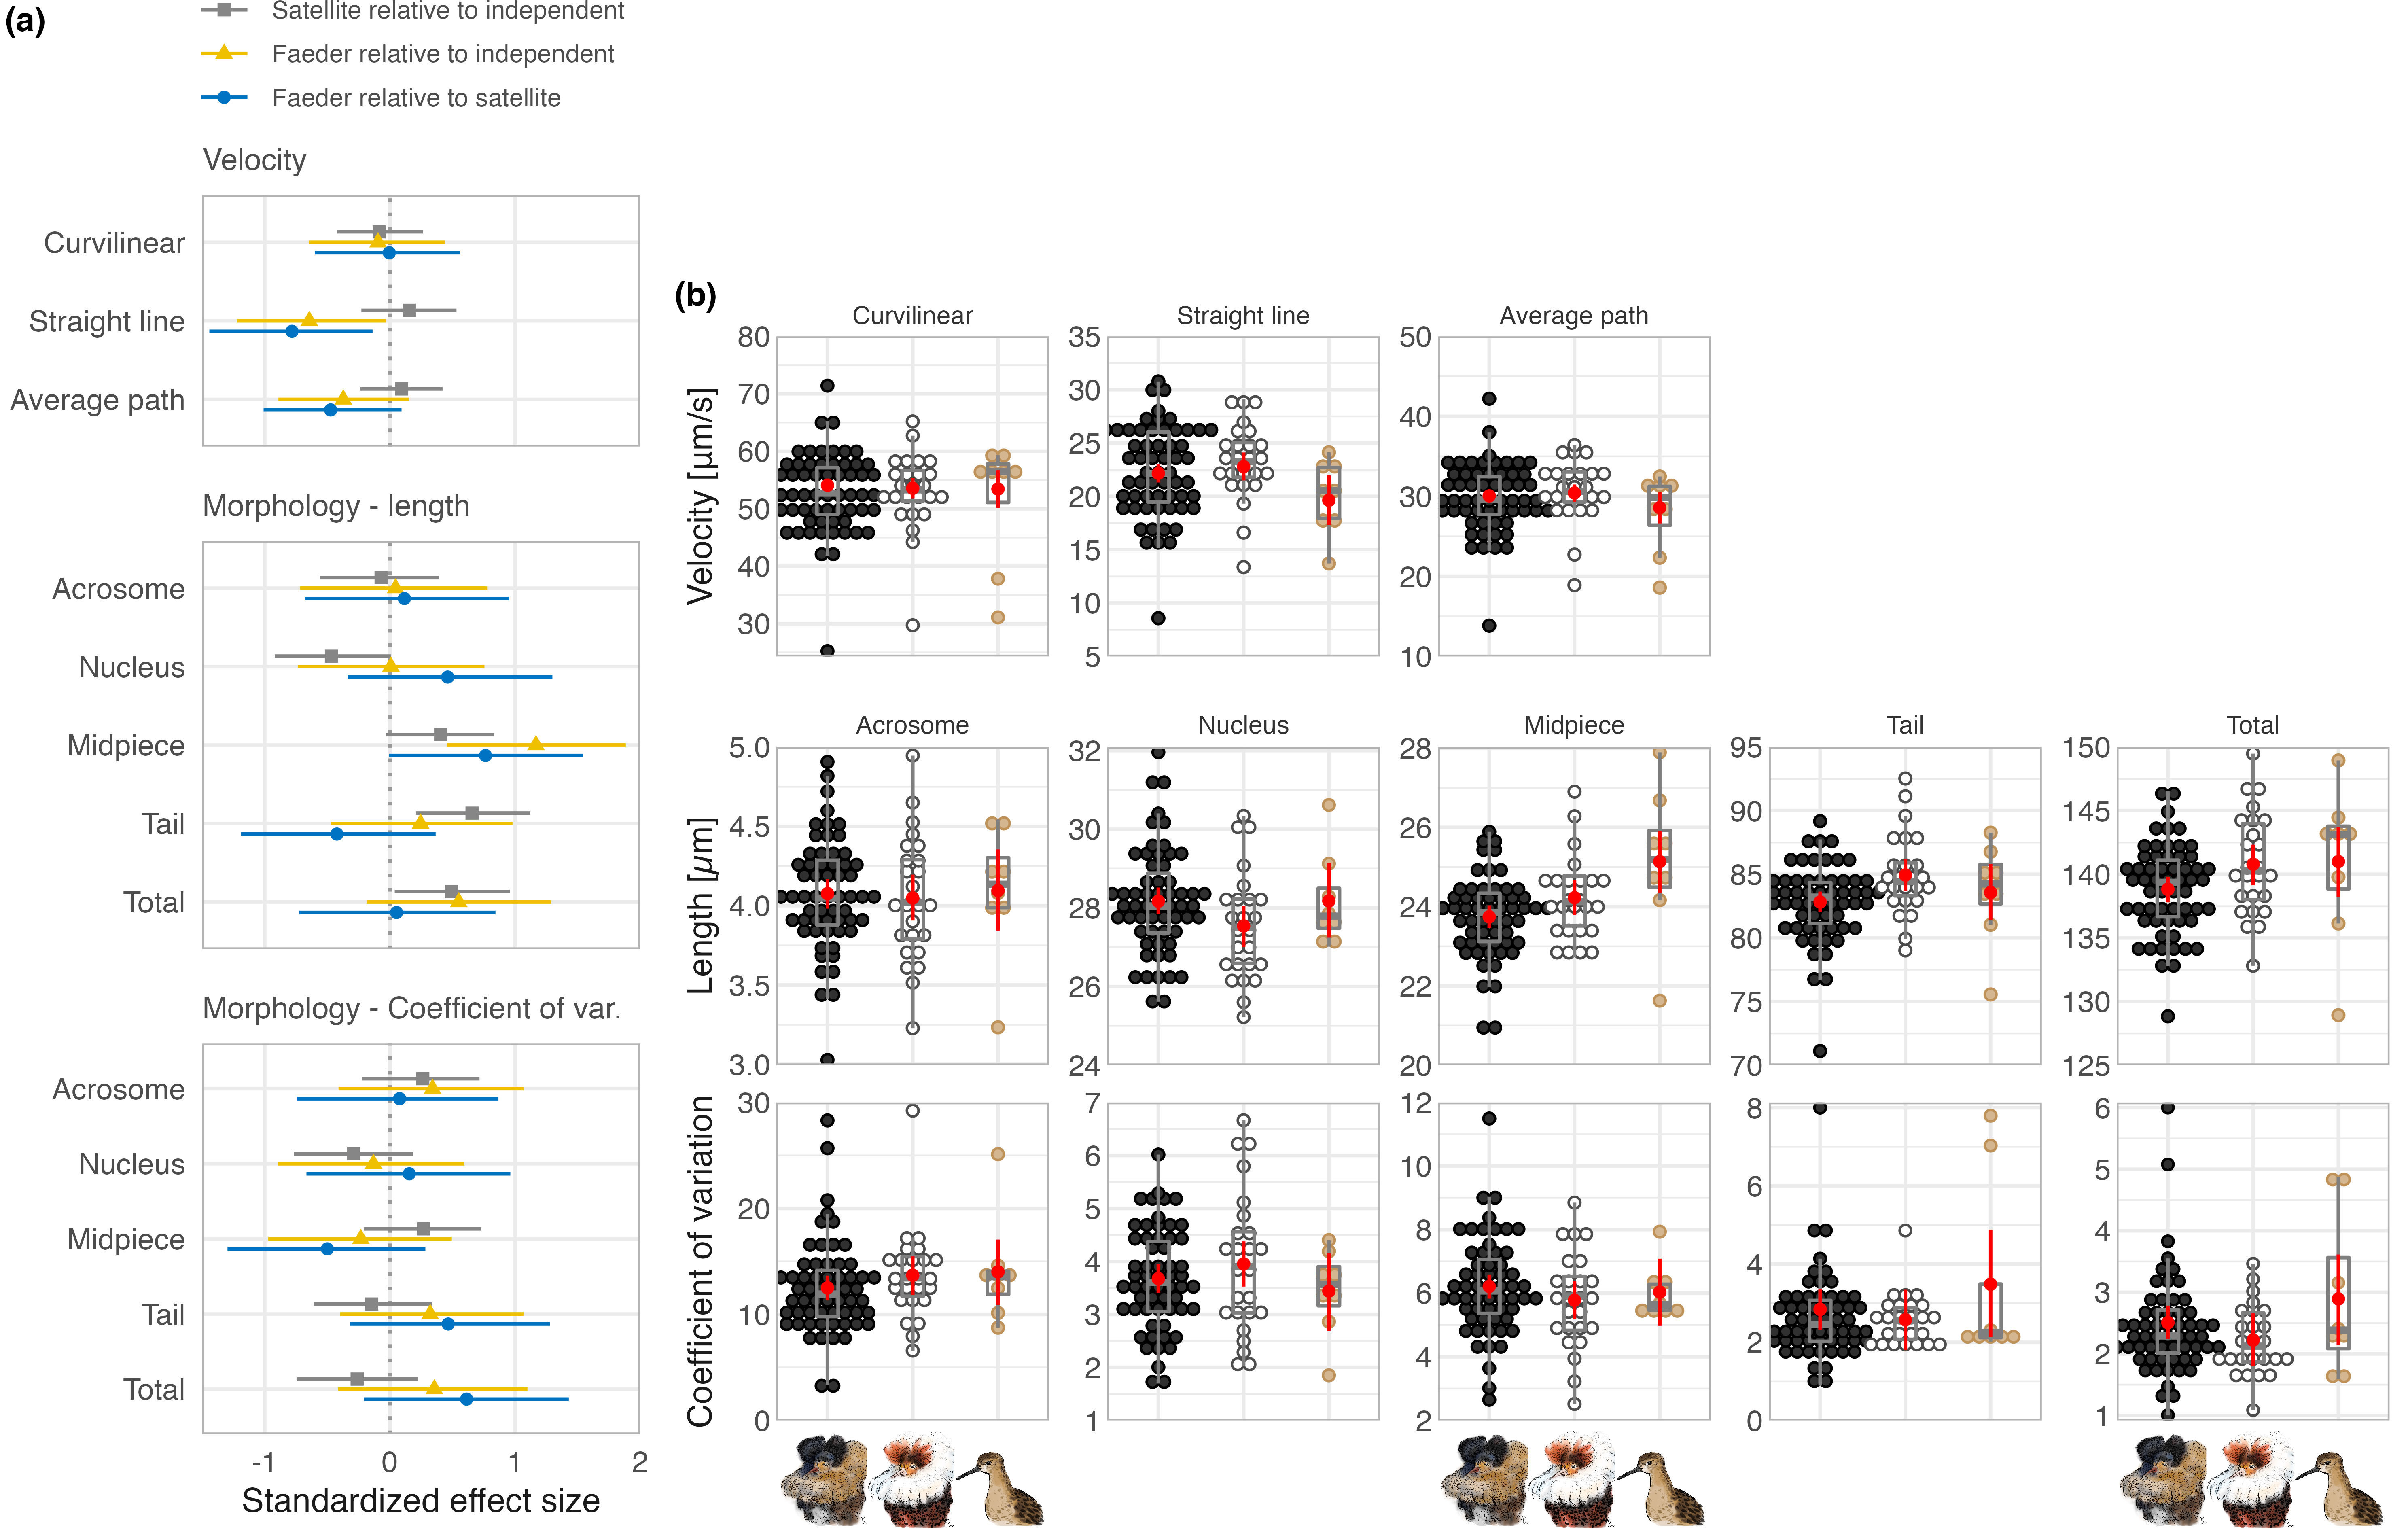 (a)
Satellite relative to independent
Faeder relative to independent
Faeder relative to satellite
Velocity
Curvilinear
Straight line
Average path
Morphology - length
Acrosome
Nucleus
Midpiece
Tail
Total
Morphology - Coefficient of var.
Acrosome
Nucleus
Midpiece
Tail
Total
-1 0 1 2
Standardized effect size
(b)
Curvilinear Straight line Average path
Velocity [µm/s]
80 70 60 50 40 30
35 30 25 20 15 10 5
50 40 30 20 10
Acrosome Nucleus Midpiece Tail Total
Length [µm]
5.0 4.5 4.0 3.5 3.0
32 30 28 26 24
28 26 24 22 20
95 90 85 80 75 70
150 145 140 135 130 125
Coefficient of variation
30 20 10 0
7 6 5 4 3 2 1
12 10 8 6 4 2
8 6 4 2 0
6 5 4 3 2 1